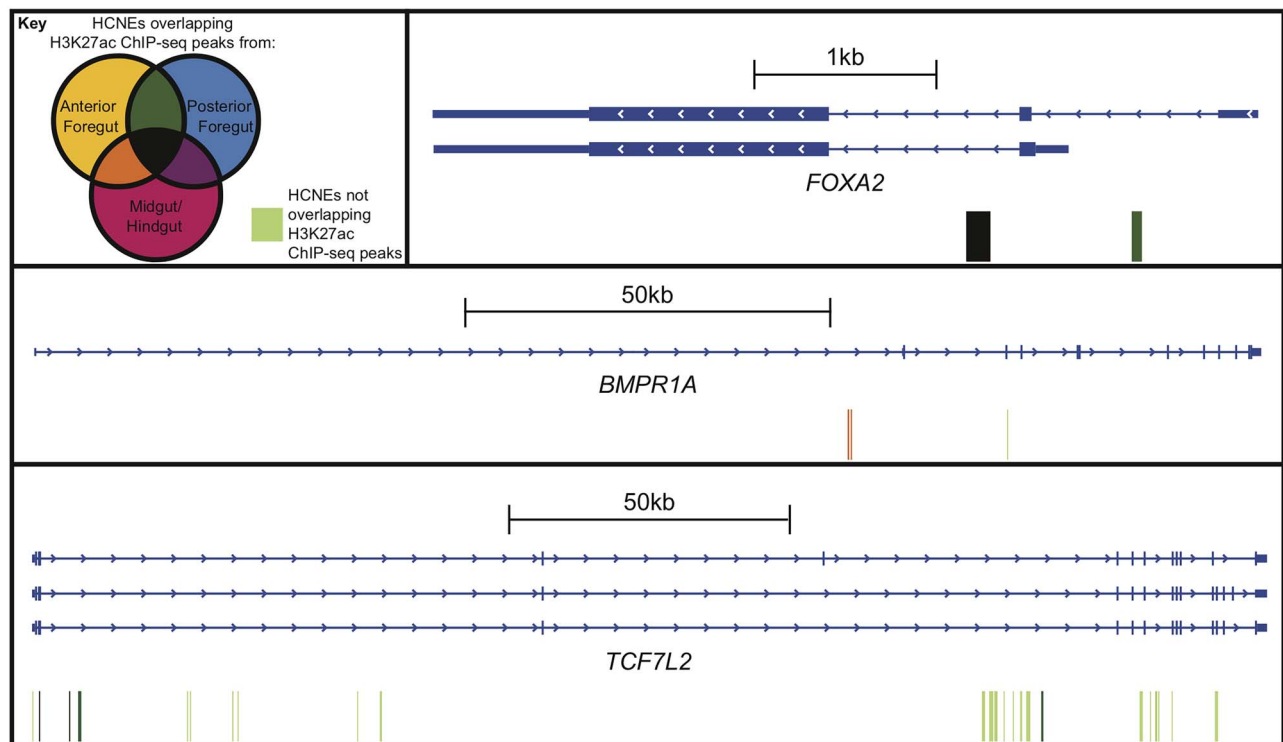 Key
HCNEs overlapping
H3K27ac ChIP-seq peaks from:
Anterior
Foregut
Posterior
Foregut
Midgut/
Hindgut
HCNEs not
overlapping
H3K27ac
ChIP-seq peaks
1kb
FOXA2
50kb
BMPR1A
50kb
TCF7L2